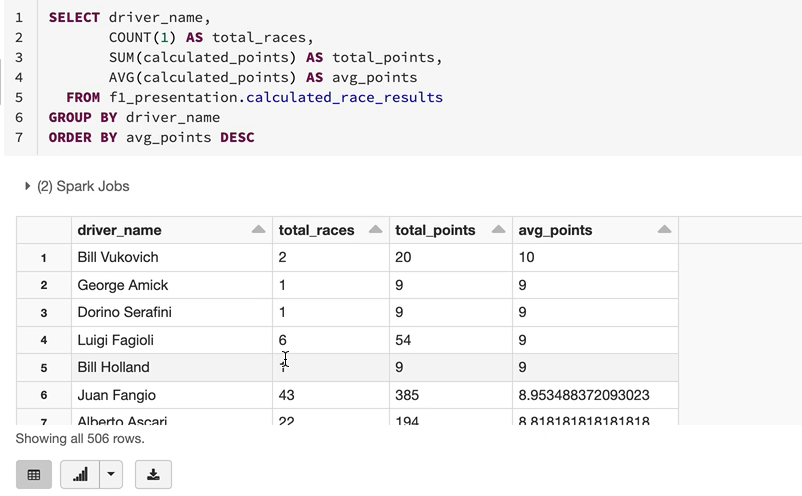 1 SELECT driver_name,
2 COUNT(1) AS total_races,
3 SUM(calculated_points) AS total_points,
4 AVG(calculated_points) AS avg_points
5 FROM f1_presentation.calculated_race_results
6 GROUP BY driver_name
7 ORDER BY avg_points DESC
(2) Spark Jobs
driver_name total_races total_points avg_points
1 Bill Vukovich 2 20 10
2 George Amick 1 9 9
3 Dorino Serafini 1 9 9
4 Luigi Fagioli 6 54 9
5 Bill Holland 9 9
6 Juan Fangio 43 385 8.953488372093023
7 Alberto Ascari 22 194 8.818181818181818
Showing all 506 rows.